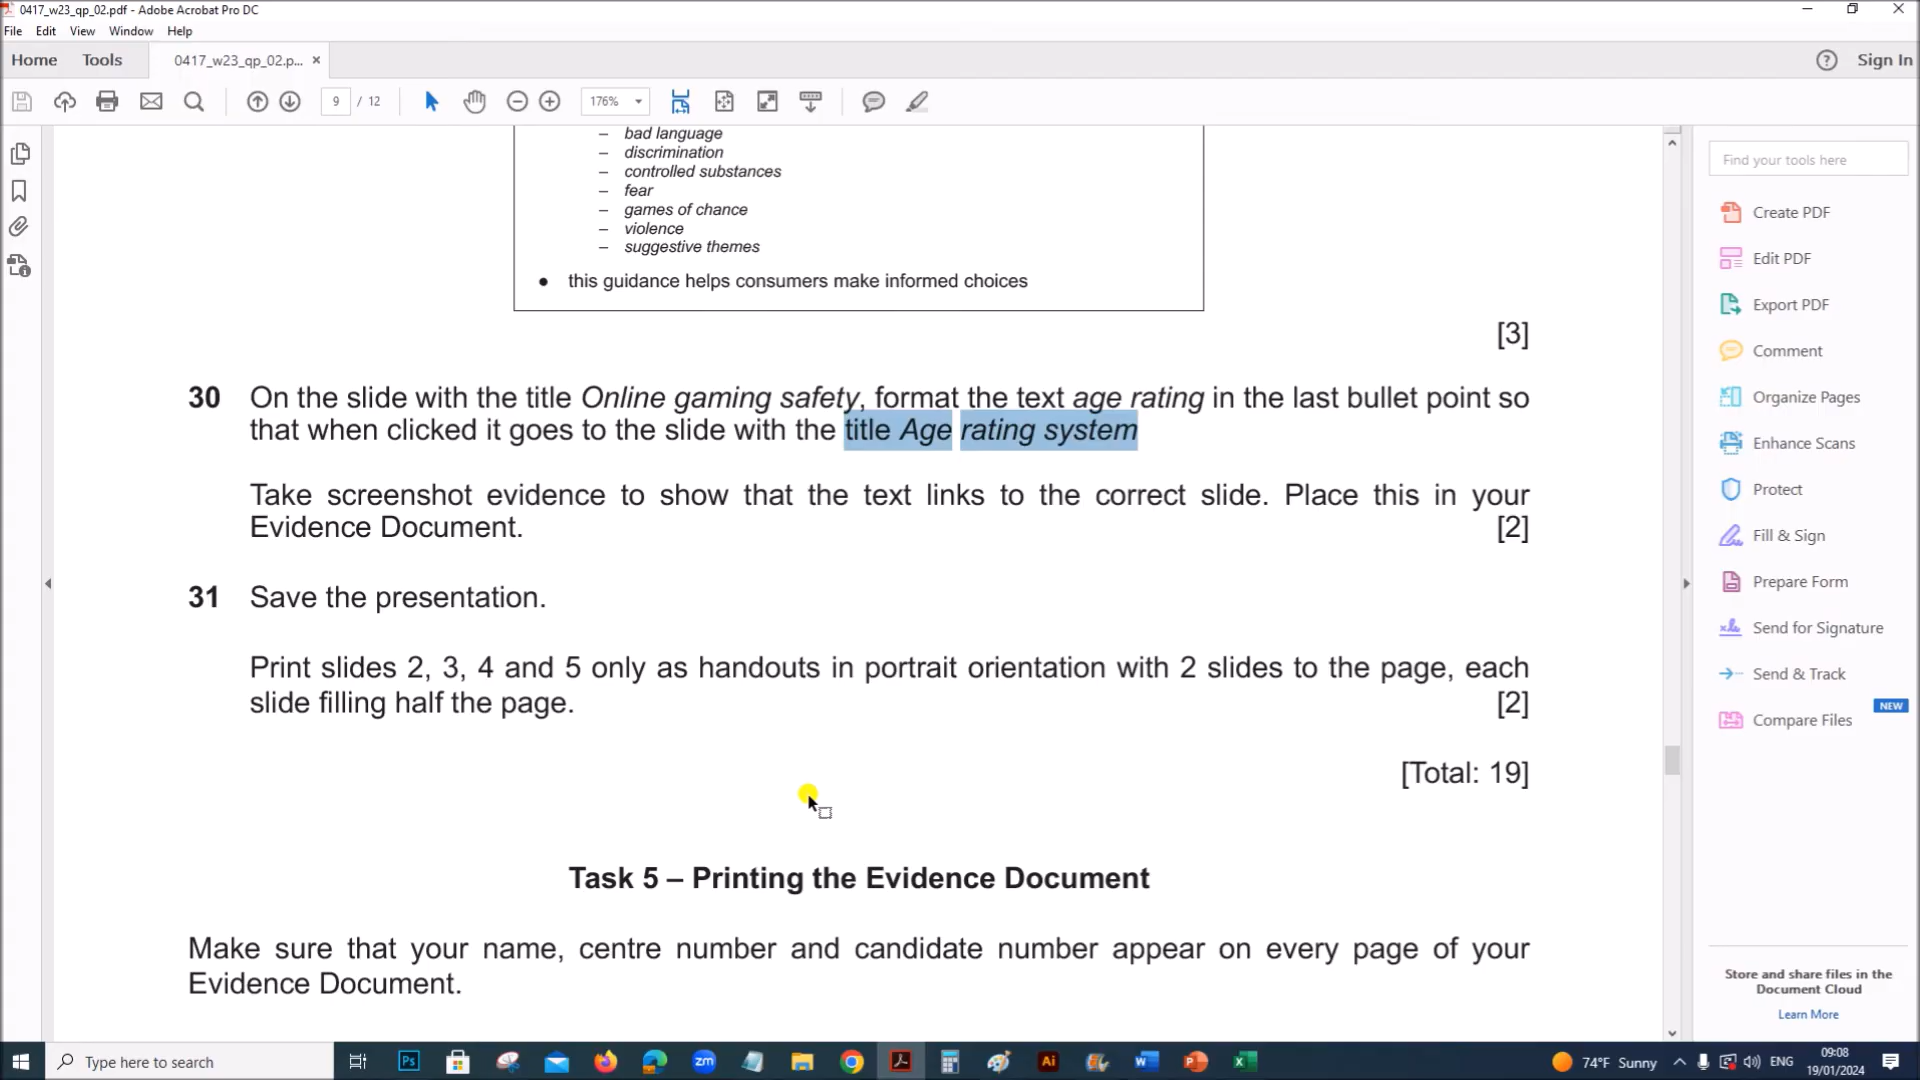 0417_w23_qp_02.pdf - Adobe Acrobat Pro DC
File Edit View Window Help
Home Tools 0417_w23_qp_02.p... ×
? Sign In
9 / 12 176%
– bad language
– discrimination
– controlled substances
– fear
– games of chance
– violence
– suggestive themes
● this guidance helps consumers make informed choices
[3]
30 On the slide with the title Online gaming safety, format the text age rating in the last bullet point so
that when clicked it goes to the slide with the title Age rating system
Take screenshot evidence to show that the text links to the correct slide. Place this in your
Evidence Document. [2]
31 Save the presentation.
Print slides 2, 3, 4 and 5 only as handouts in portrait orientation with 2 slides to the page, each
slide filling half the page. [2]
[Total: 19]
Task 5 – Printing the Evidence Document
Make sure that your name, centre number and candidate number appear on every page of your
Evidence Document.
Find your tools here
Create PDF
Edit PDF
Export PDF
Comment
Organize Pages
Enhance Scans
Protect
Fill & Sign
Prepare Form
Send for Signature
Send & Track
NEW
Compare Files
Store and share files in the
Document Cloud
Learn More
Type here to search
Ps
zm
Ai
W
P
X
74°F Sunny
ENG
09:08
19/01/2024